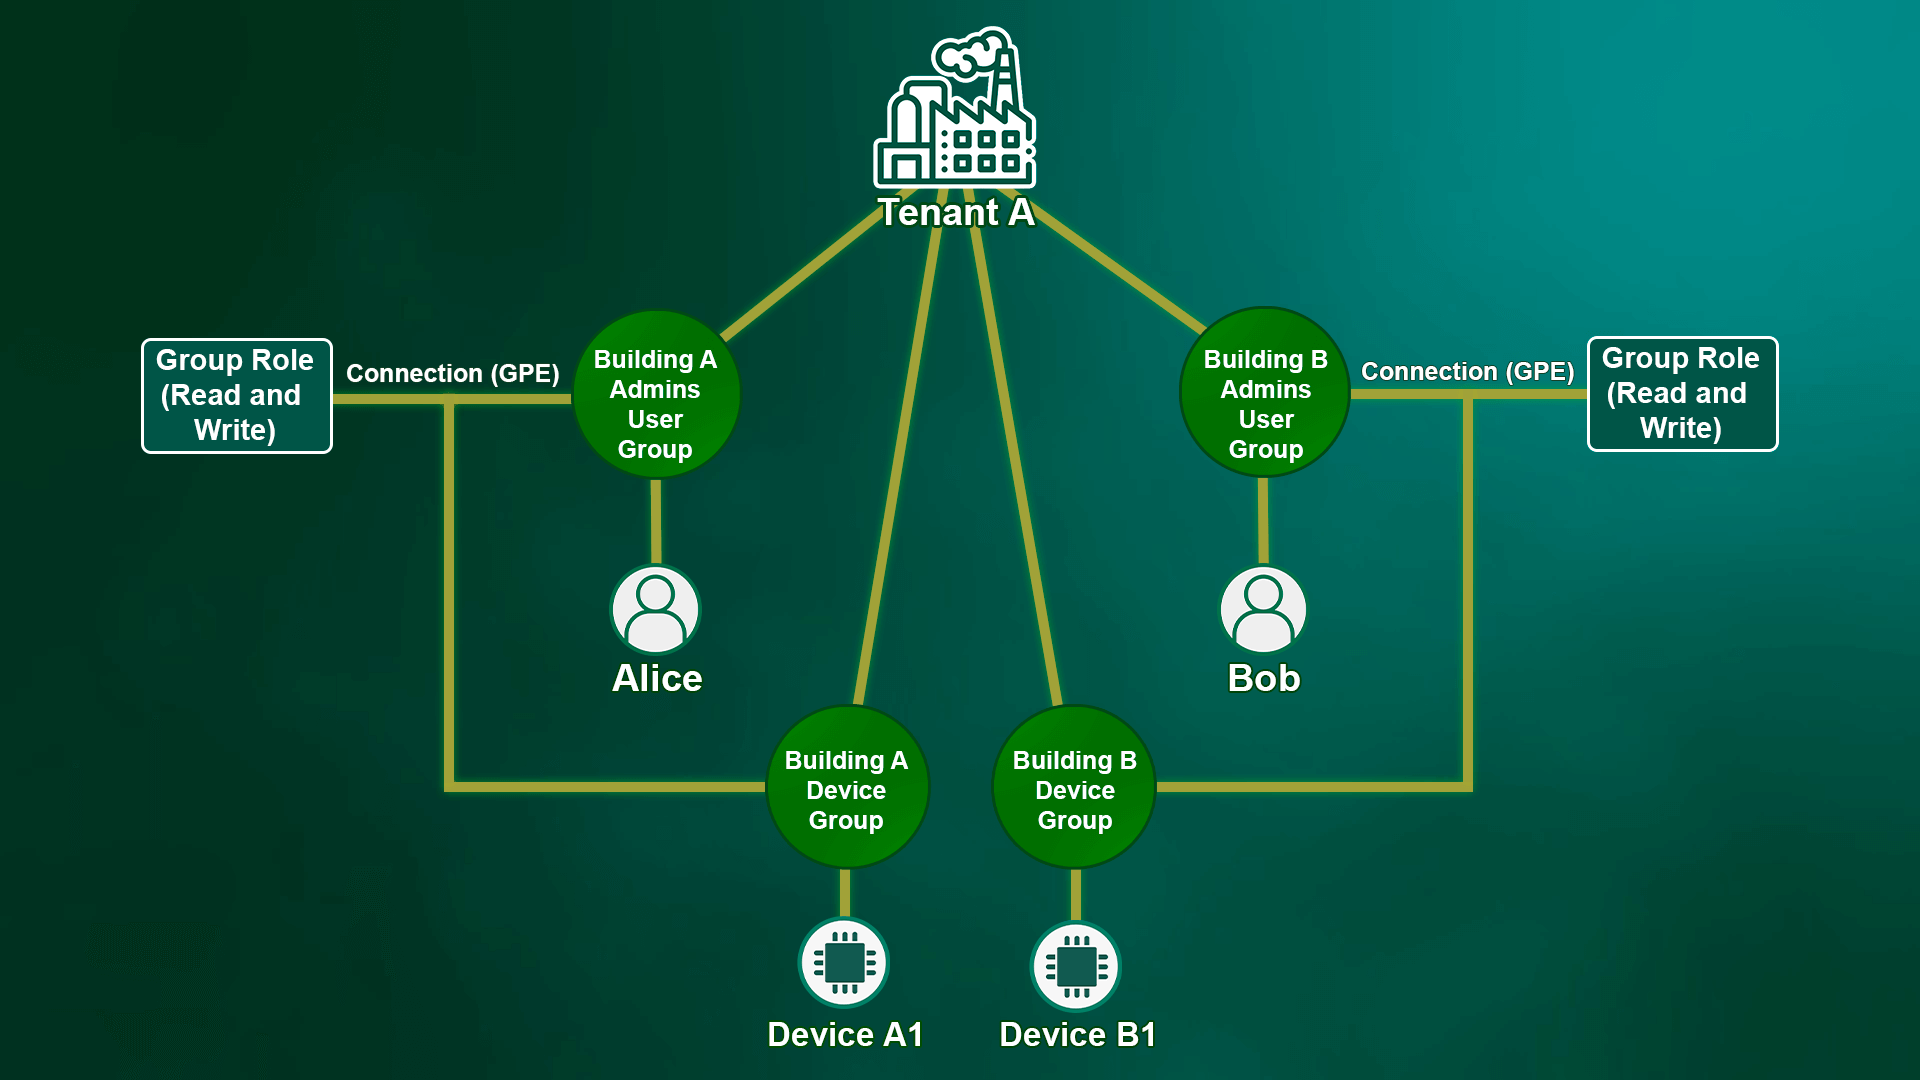 Tenant A
Group Role
(Read and
Write)
Connection (GPE)
Building A
Admins
User
Group
Building B
Admins
User
Group
Connection (GPE)
Group Role
(Read and
Write)
Alice
Bob
Building A
Device
Group
Building B
Device
Group
Device A1
Device B1